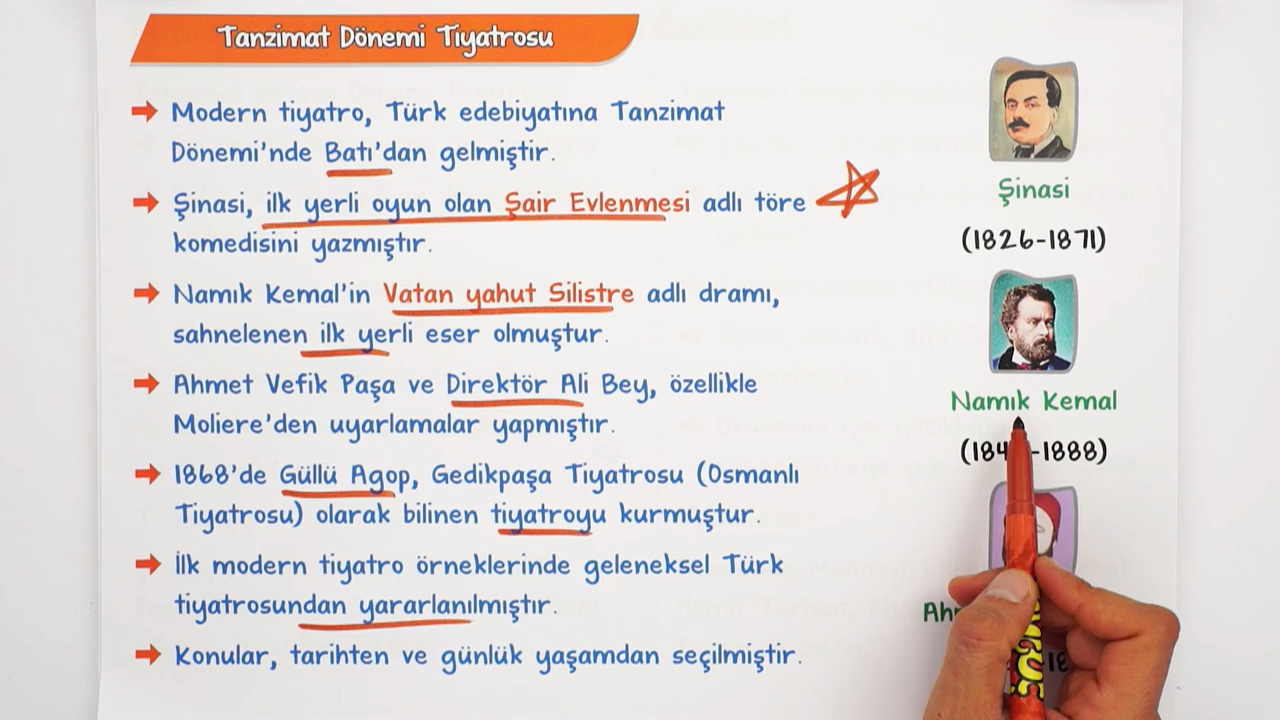 Tanzimat Dönemi Tiyatrosu
Modern tiyatro, Türk edebiyatına Tanzimat
Dönemi'nde Batı'dan gelmiştir.
Şinasi, ilk yerli oyun olan Şair Evlenmesi adlı töre
komedisini yazmıştır.
Namık Kemal'in Vatan yahut Silistre adlı dramı,
sahnelenen ilk yerli eser olmuştur.
Ahmet Vefik Paşa ve Direktör Ali Bey, özellikle
Moliere'den uyarlamalar yapmıştır.
1868'de Güllü Agop, Gedikpaşa Tiyatrosu (Osmanlı
Tiyatrosu) olarak bilinen tiyatroyu kurmuştur.
İlk modern tiyatro örneklerinde geleneksel Türk
tiyatrosundan yararlanılmıştır.
Konular, tarihten ve günlük yaşamdan seçilmiştir.
Şinasi
(1826-1871)
Namık Kemal
-1888)